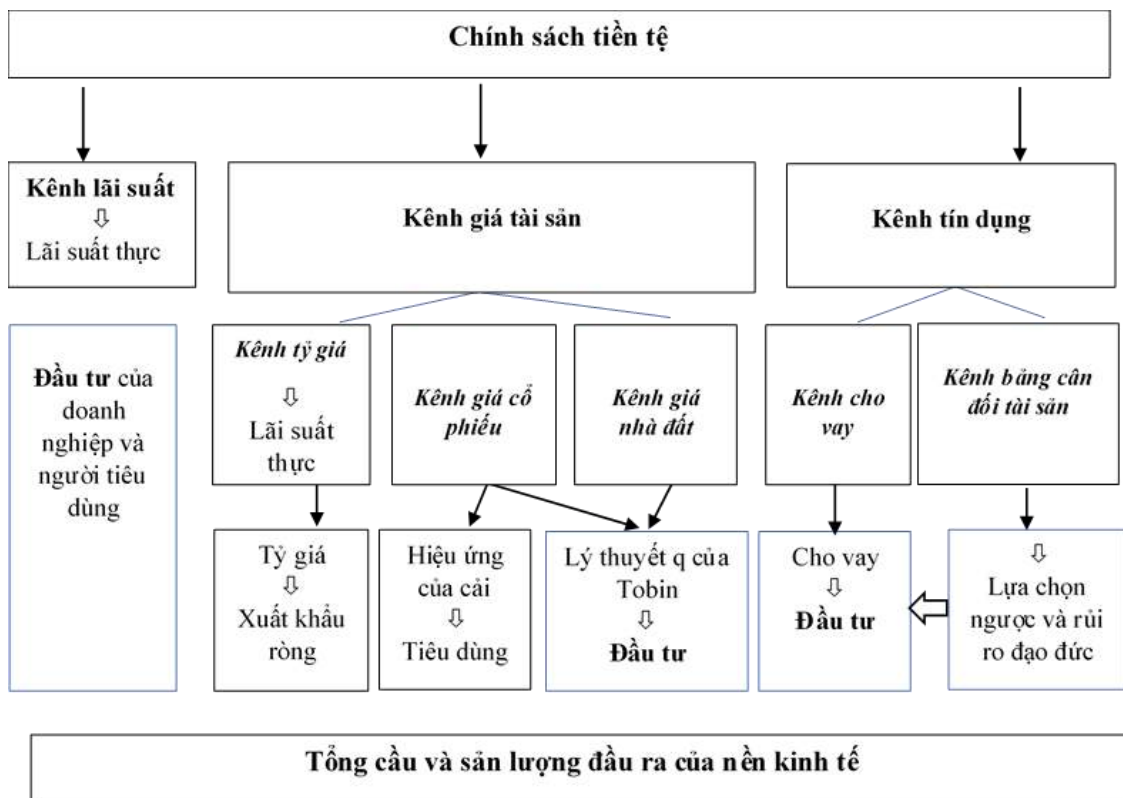 Chính sách tiền tệ
Kênh lãi suất
⇩
Lãi suất thực
Kênh giá tài sản
Kênh tín dụng
Đầu tư của
doanh
nghiệp và
người tiêu
dùng
Kênh tỷ giá
⇩
Lãi suất
thực
Kênh giá cổ
phiếu
Kênh giá
nhà đất
Kênh cho
vay
Kênh bảng cân
đối tài sản
Tỷ giá
⇩
Xuất khẩu
ròng
Hiệu ứng
của cải
⇩
Tiêu dùng
Lý thuyết q của
Tobin
⇩
Đầu tư
Cho vay
⇩
Đầu tư
⇩
Lựa chọn
ngược và rủi
ro đạo đức
Tổng cầu và sản lượng đầu ra của nền kinh tế